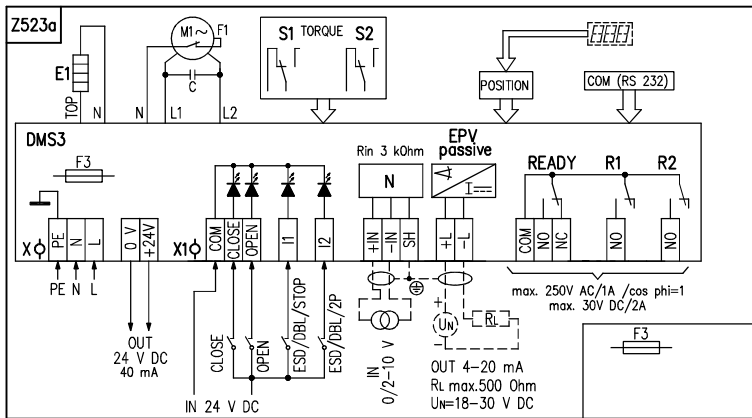 Z523a
M1~
F1
S1 TORQUE S2
E1
C
TOP
N
N
L1
L2
POSITION
COM (RS 232)
DMS3
F3
Rin 3 kOhm
N
EPV
passive
I
READY
R1
R2
X
PE
N
L
0 V
+24V
X1
COM
CLOSE
OPEN
I1
I2
+IN
-IN
SH
+L
-L
COM
NO
NC
NO
NO
PE N L
max. 250V AC/1A /cos phi=1
max. 30V DC/2A
OUT
24 V DC
40 mA
CLOSE
OPEN
ESD/DBL/STOP
ESD/DBL/2P
IN 24 V DC
IN
0/2-10 V
+
UN
-
RL
OUT 4-20 mA
RL max.500 Ohm
UN=18-30 V DC
F3